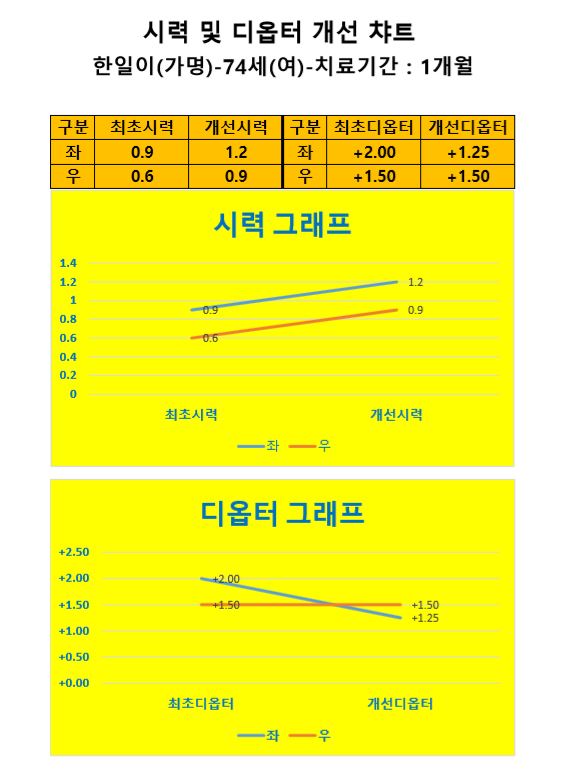 시력 및 디옵터 개선 챠트
한일이(가명)-74세(여)-치료기간 : 1개월
구분 최초시력 개선시력 구분 최초디옵터 개선디옵터
좌 0.9 1.2 좌 +2.00 +1.25
우 0.6 0.9 우 +1.50 +1.50
시력 그래프
1.4
1.2 1.2
1
0.8 0.9 0.9
0.6 0.6
0.4
0.2
0
최초시력 개선시력
좌 우
디옵터 그래프
+2.50
+2.00 +2.00
+1.50 +1.50 +1.50
+1.25
+1.00
+0.50
+0.00
최초디옵터 개선디옵터
좌 우